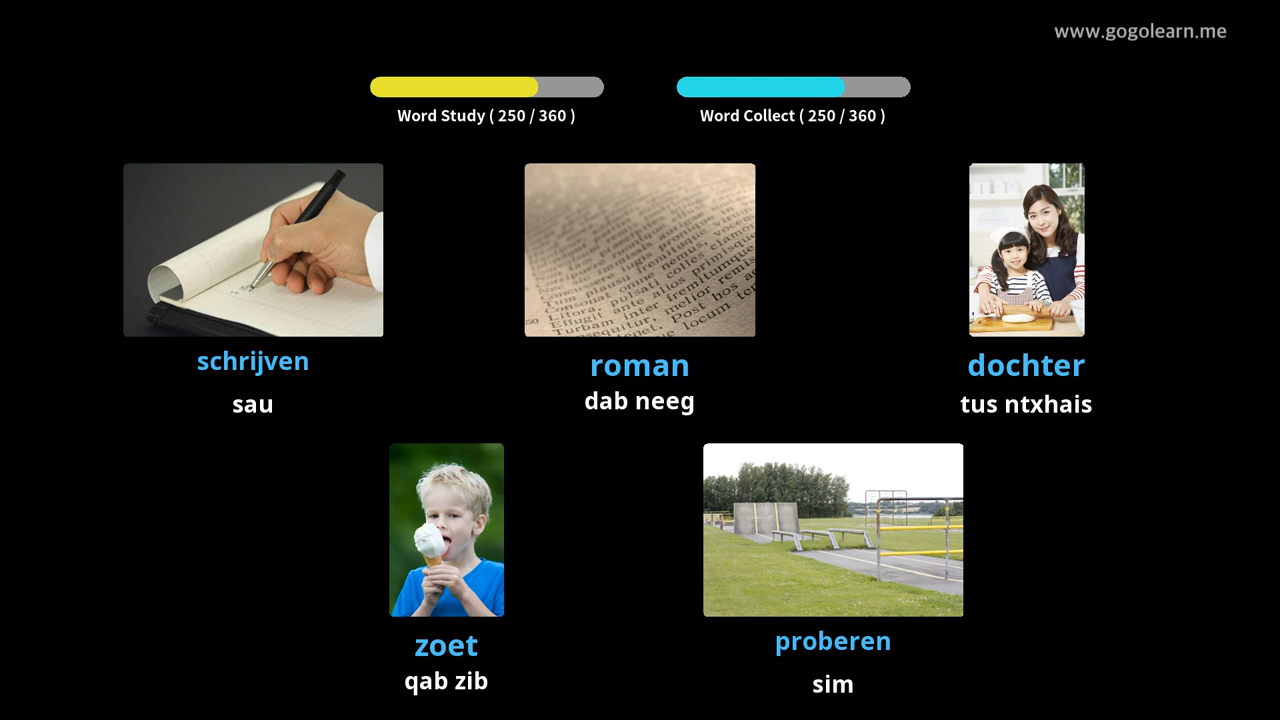 www.gogolearn.me
Word Study ( 250 / 360 )
Word Collect ( 250 / 360 )
schrijven
sau
roman
dab neeg
dochter
tus ntxhais
zoet
qab zib
proberen
sim